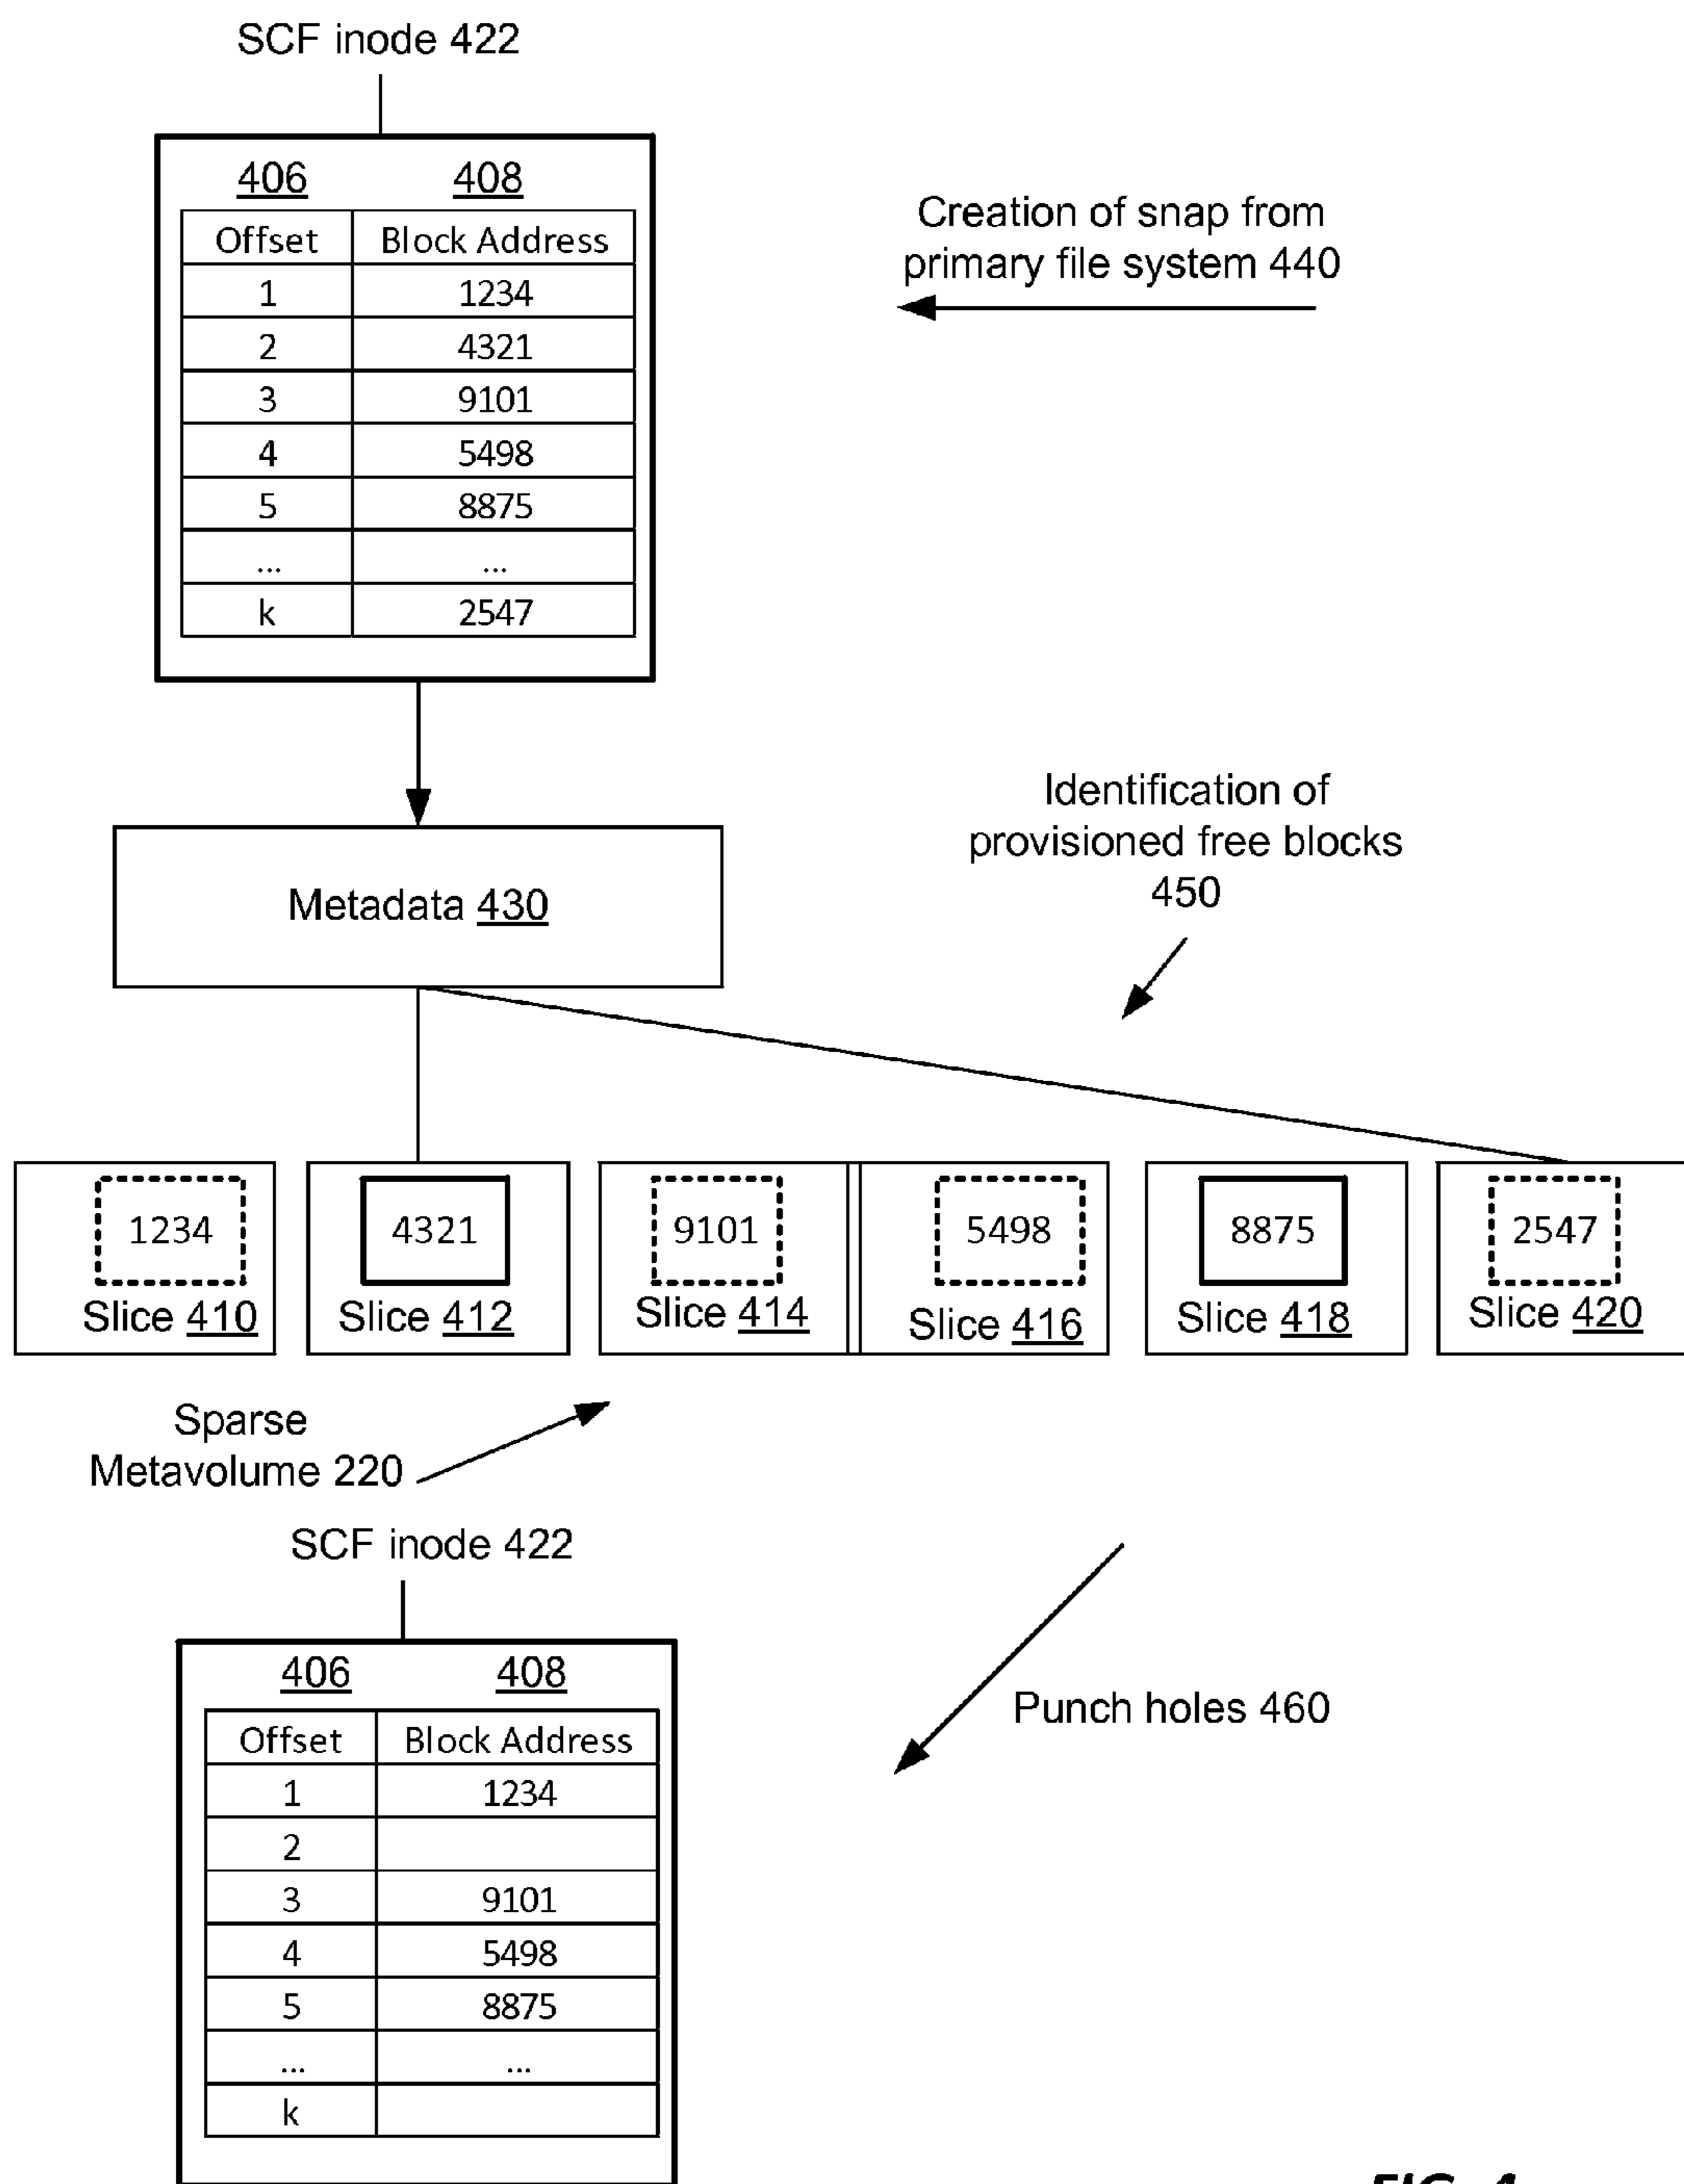 SCF inode 422
406 408
Offset Block Address
1 1234
2 4321
3 9101
4 5498
5 8875
... ...
k 2547
Creation of snap from
primary file system 440
Metadata 430
Identification of
provisioned free blocks
450
1234 4321 9101 5498 8875 2547
Slice 410 Slice 412 Slice 414 Slice 416 Slice 418 Slice 420
Sparse
Metavolume 220
SCF inode 422
406 408
Offset Block Address
1 1234
2
3 9101
4 5498
5 8875
... ...
k
Punch holes 460
FIG. 4